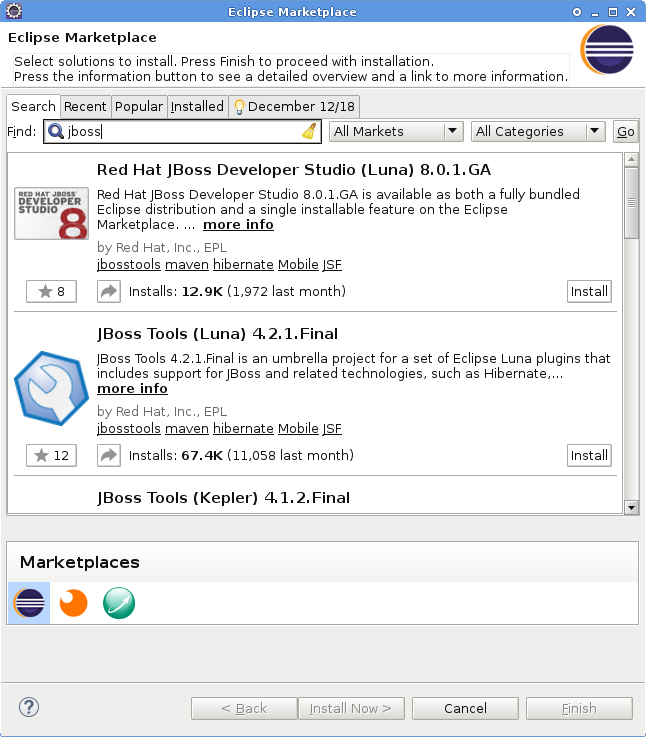 Eclipse Marketplace
Eclipse Marketplace
Select solutions to install. Press Finish to proceed with installation.
Press the information button to see a detailed overview and a link to more information.
Search Recent Popular Installed December 12/18
Find: jboss All Markets All Categories Go
Red Hat JBoss Developer Studio (Luna) 8.0.1.GA
RED HAT JBOSS®
DEVELOPER
STUDIO 8
Red Hat JBoss Developer Studio 8.0.1.GA is available as both a fully bundled
Eclipse distribution and a single installable feature on the Eclipse
Marketplace. ... more info
by Red Hat, Inc., EPL
jbosstools maven hibernate Mobile JSF
8 Installs: 12.9K (1,972 last month) Install
JBoss Tools (Luna) 4.2.1.Final
JBoss Tools 4.2.1.Final is an umbrella project for a set of Eclipse Luna plugins that
includes support for JBoss and related technologies, such as Hibernate,...
more info
by Red Hat, Inc., EPL
jbosstools maven hibernate Mobile JSF
12 Installs: 67.4K (11,058 last month) Install
JBoss Tools (Kepler) 4.1.2.Final
Marketplaces
? < Back Install Now > Cancel Finish